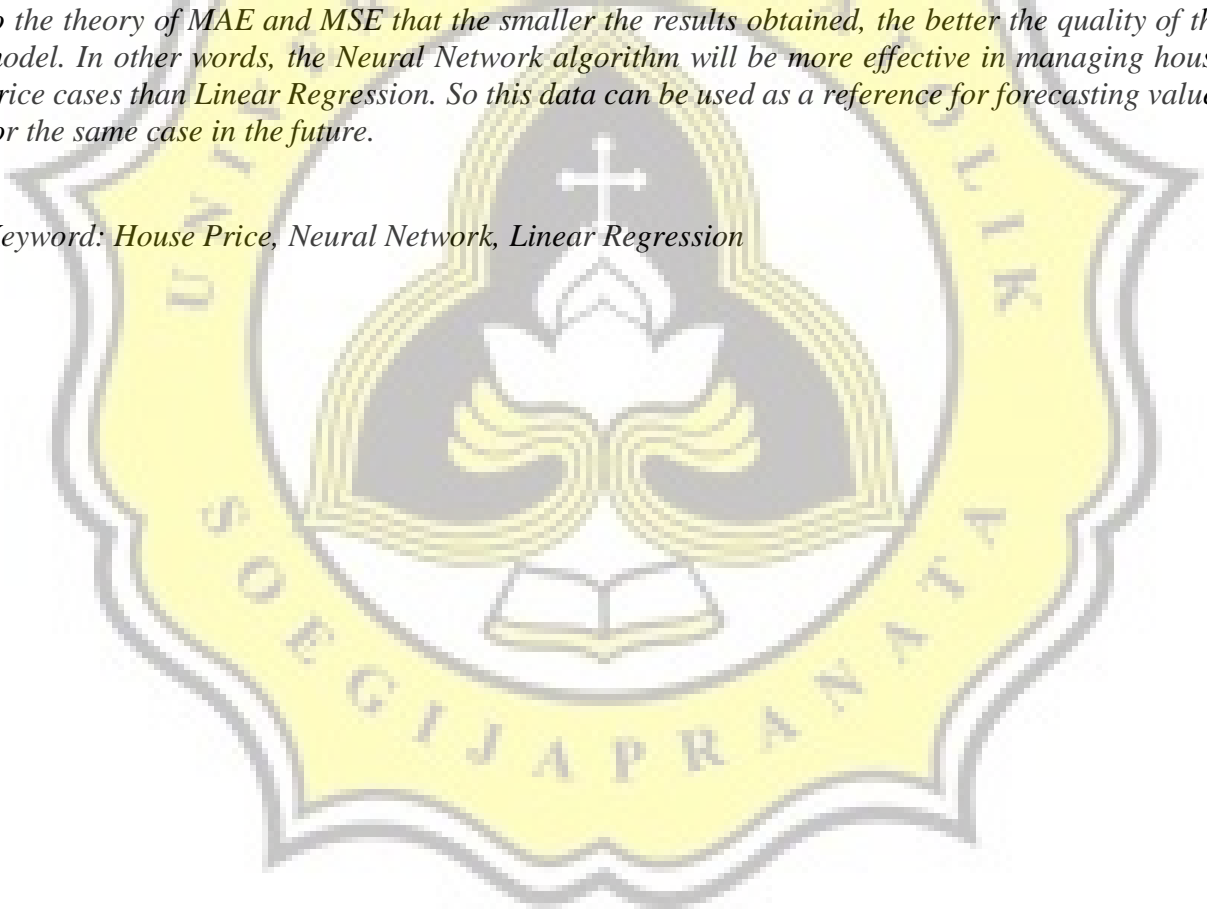 o the theory of MAE and MSE that the smaller the results obtained, the better the quality of th
odel. In other words, the Neural Network algorithm will be more effective in managing hous
rice cases than Linear Regression. So this data can be used as a reference for forecasting value
or the same case in the future.
eyword: House Price, Neural Network, Linear Regression
SOEGIJAPRANATA